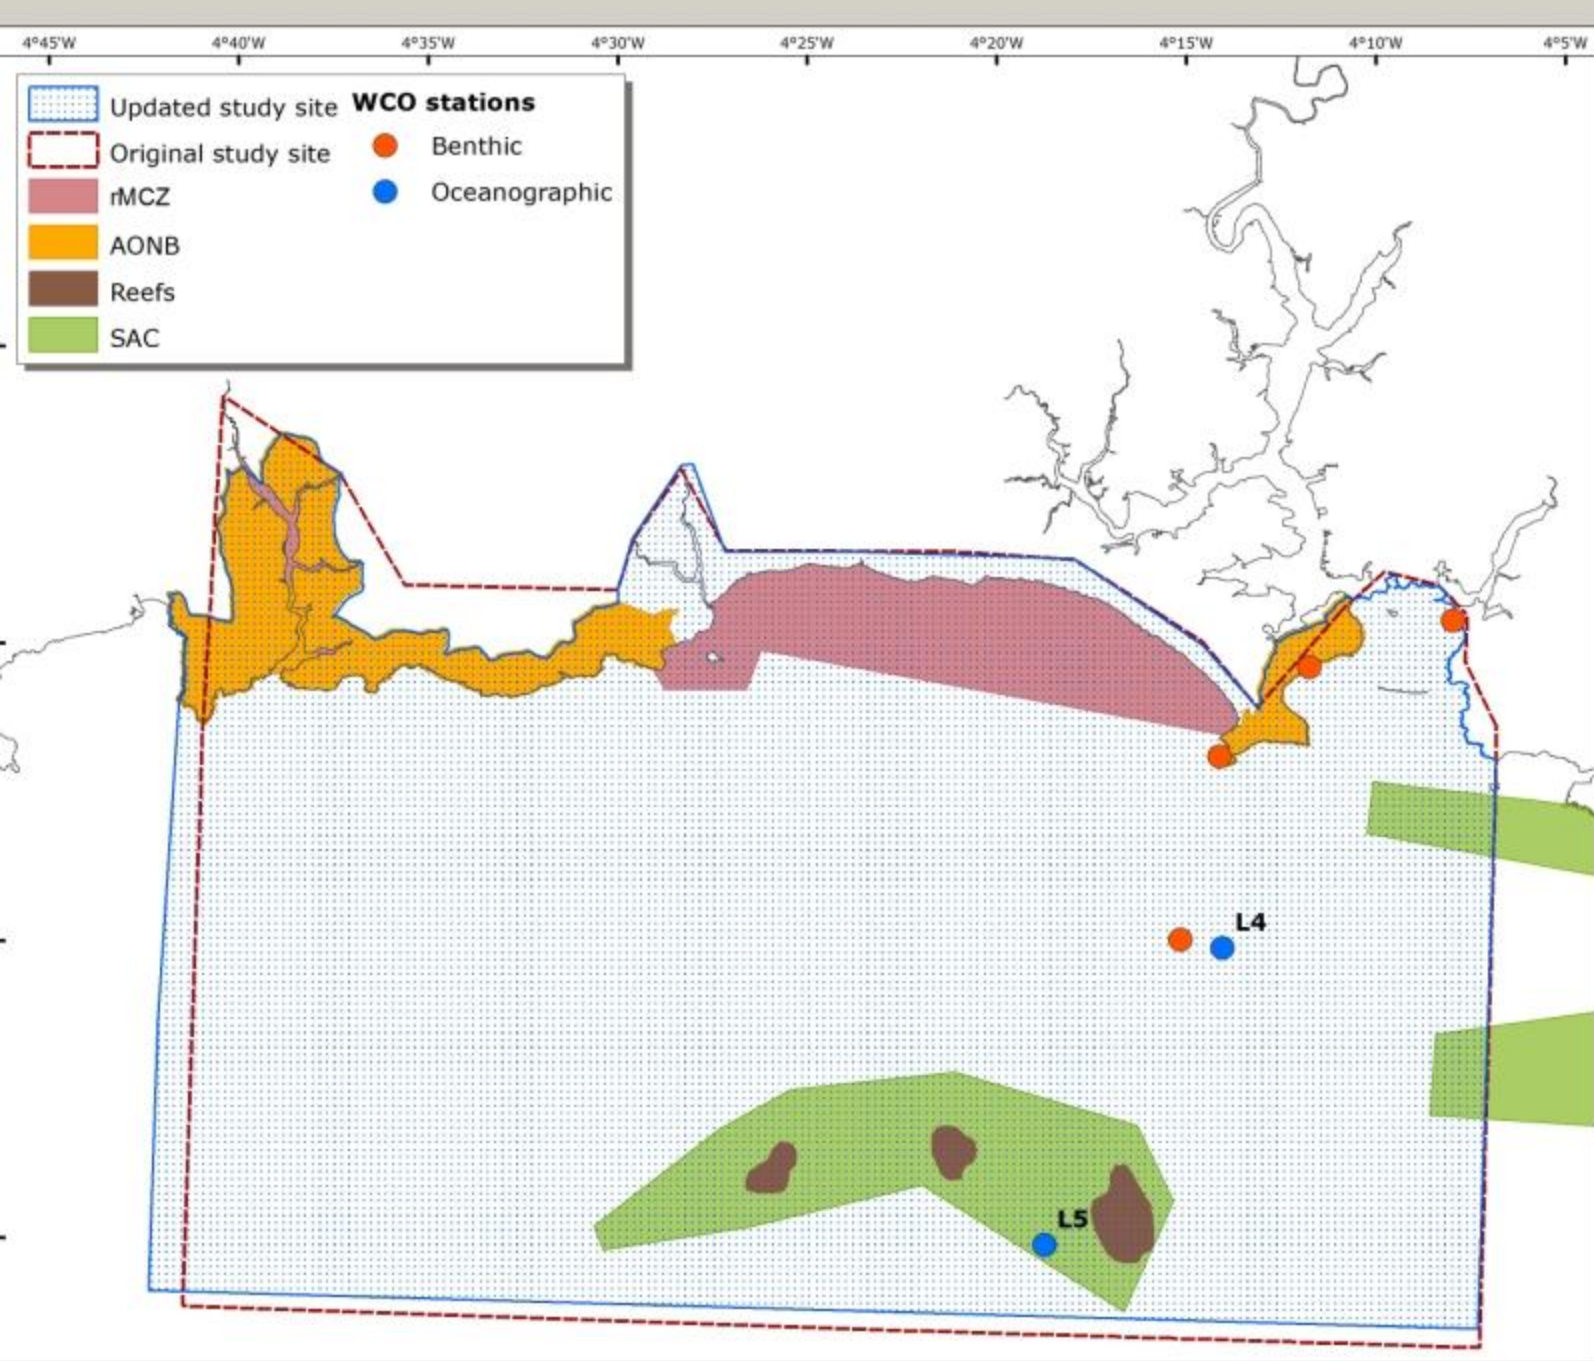 4°45'W 4°40'W 4°35'W 4°30'W 4°25'W 4°20'W 4°15'W 4°10'W 4°5'W
Updated study site
Original study site
rMCZ
AONB
Reefs
SAC
WCO stations
Benthic
Oceanographic
L4
L5